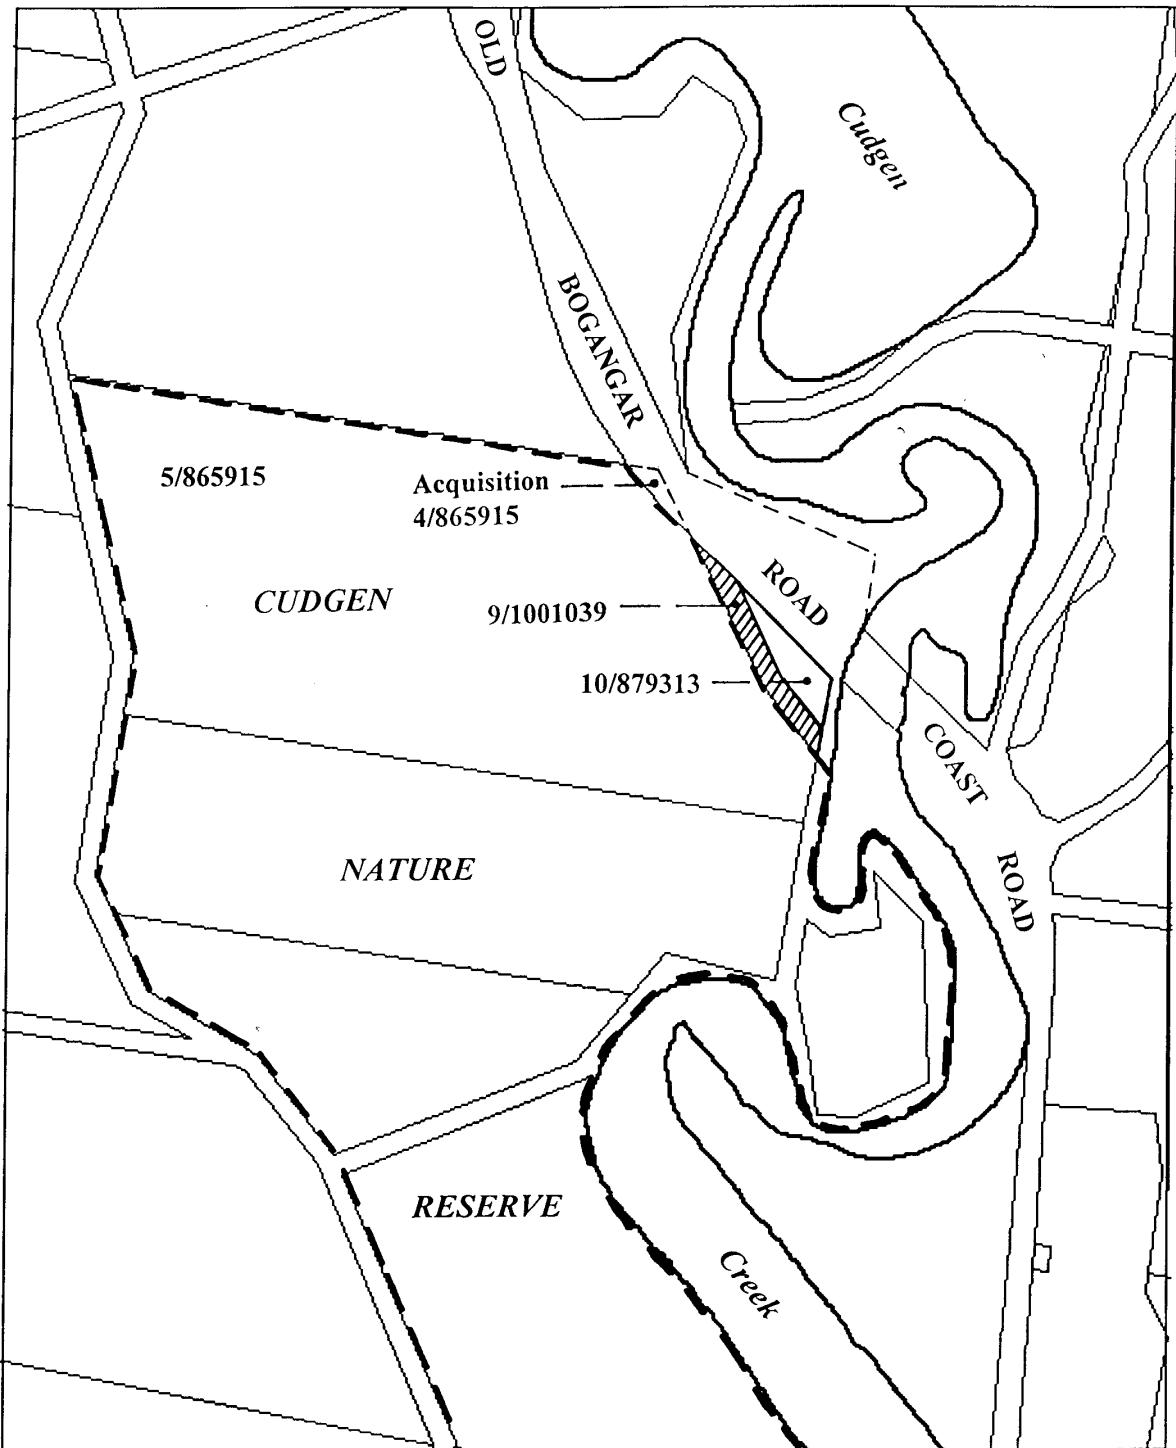 OLD
Cudgen
BOGANGAR
5/865915
Acquisition
4/865915
ROAD
CUDGEN
9/1001039
10/879313
COAST
NATURE
ROAD
RESERVE
Creek